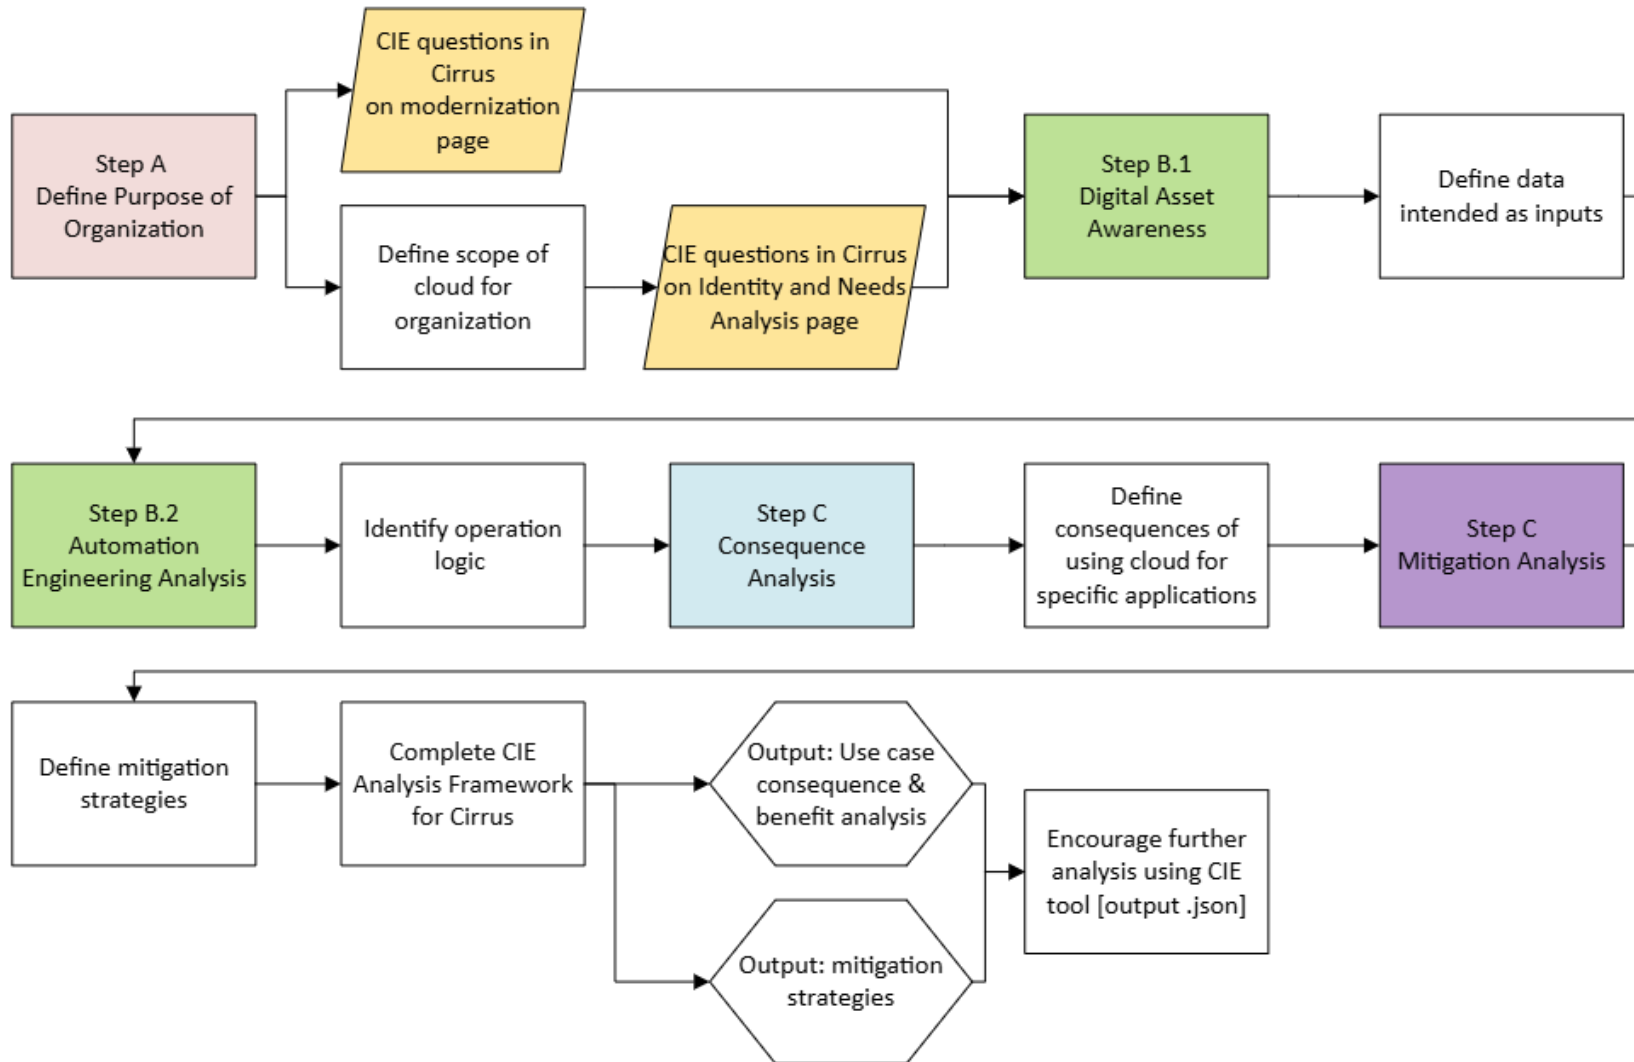 CIE questions in
Cirrus
on modernization
page
Step A
Define Purpose of
Organization
Define scope of
cloud for
organization
CIE questions in Cirrus
on Identity and Needs
Analysis page
Step B.1
Digital Asset
Awareness
Define data
intended as inputs
Step B.2
Automation
Engineering Analysis
Identify operation
logic
Step C
Consequence
Analysis
Define
consequences of
using cloud for
specific applications
Step C
Mitigation Analysis
Define mitigation
strategies
Complete CIE
Analysis Framework
for Cirrus
Output: Use case
consequence &
benefit analysis
Output: mitigation
strategies
Encourage further
analysis using CIE
tool [output .json]